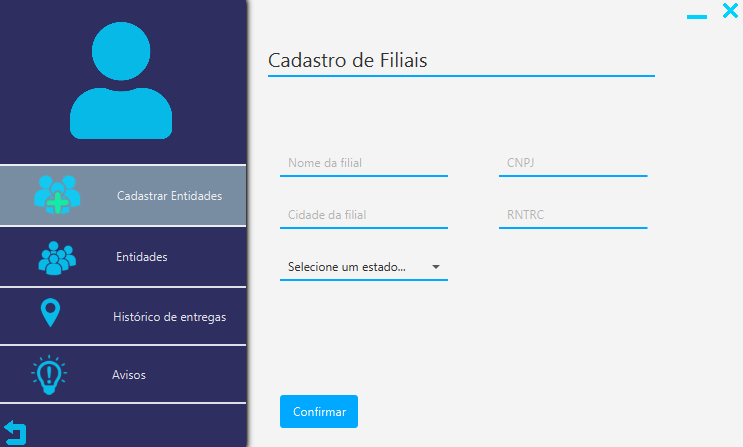 Cadastro de Filiais
Nome da filial
CNPJ
Cadastrar Entidades
Cidade da filial
RNTRC
Entidades
Selecione um estado...
Histórico de entregas
Avisos
Confirmar